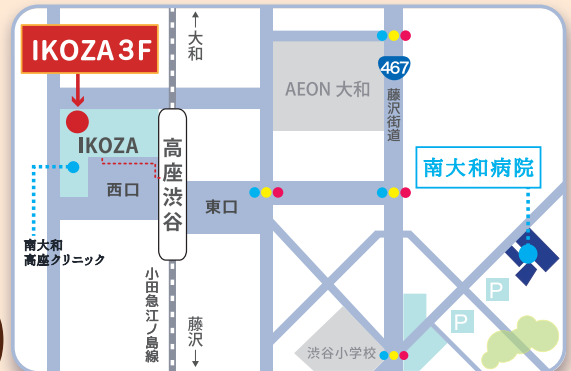 IKOZA 3F
←大和
467
AEON 大和
藤沢街道
IKOZA
高座渋谷
西口
東口
南大和病院
南大和
高座クリニック
小田急江ノ島線
藤沢→
P
P
渋谷小学校